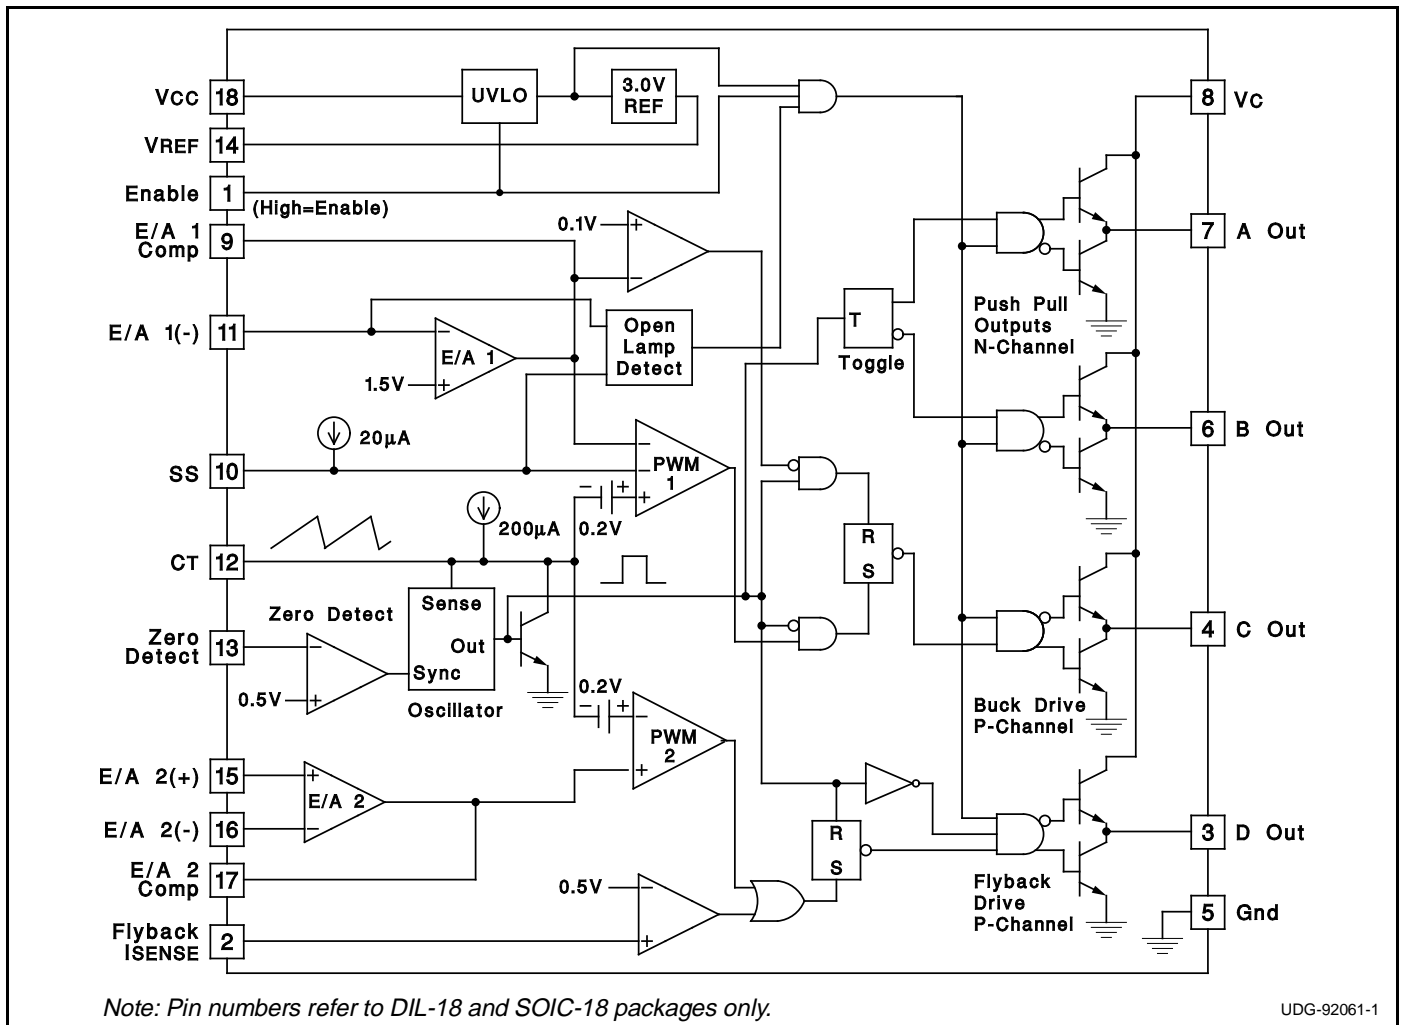 VCC 18
VREF 14
Enable 1
(High=Enable)
E/A 1
Comp 9
E/A 1(-) 11
SS 10
CT 12
Zero
Detect 13
E/A 2(+) 15
E/A 2(-) 16
E/A 2
Comp 17
Flyback
ISENSE 2
UVLO
3.0V
REF
0.1V
+
−
−
E/A 1
1.5V
+
Open
Lamp
Detect
20µA
−
−
+
PWM
1
− +
0.2V
200µA
Zero Detect
−
0.5V
+
Sense
Out
Sync
Oscillator
0.2V
− +
−
+
PWM
2
+
E/A 2
−
0.5V
−
+
T
Toggle
R
S
R
S
Push Pull
Outputs
N-Channel
Buck Drive
P-Channel
Flyback
Drive
P-Channel
8 VC
7 A Out
6 B Out
4 C Out
3 D Out
5 Gnd
Note: Pin numbers refer to DIL-18 and SOIC-18 packages only.
UDG-92061-1